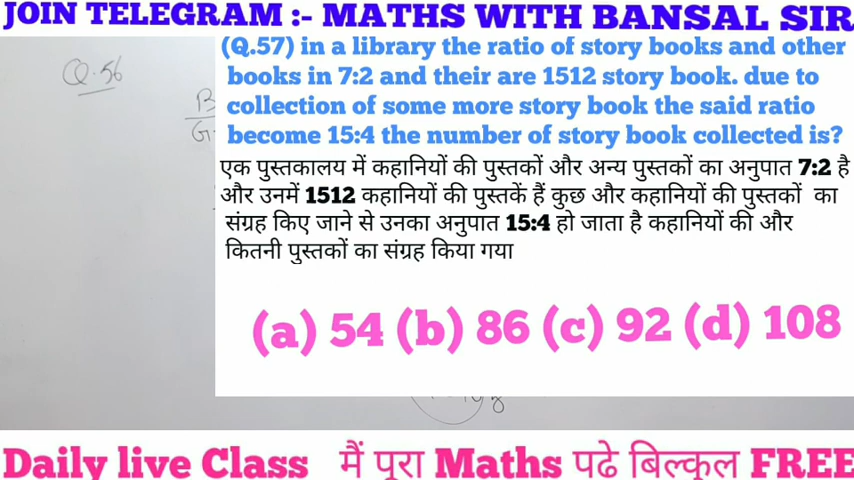 JOIN TELEGRAM :- MATHS WITH BANSAL SIR
(Q.57) in a library the ratio of story books and other
books in 7:2 and their are 1512 story book. due to
collection of some more story book the said ratio
become 15:4 the number of story book collected is?
एक पुस्तकालय में कहानियों की पुस्तकों और अन्य पुस्तकों का अनुपात 7:2 है
और उनमें 1512 कहानियों की पुस्तकें हैं कुछ और कहानियों की पुस्तकों का
संग्रह किए जाने से उनका अनुपात 15:4 हो जाता है कहानियों की और
कितनी पुस्तकों का संग्रह किया गया
(a) 54 (b) 86 (c) 92 (d) 108
Q.56
Daily live Class मैं पूरा Maths पढे बिल्कुल FREE